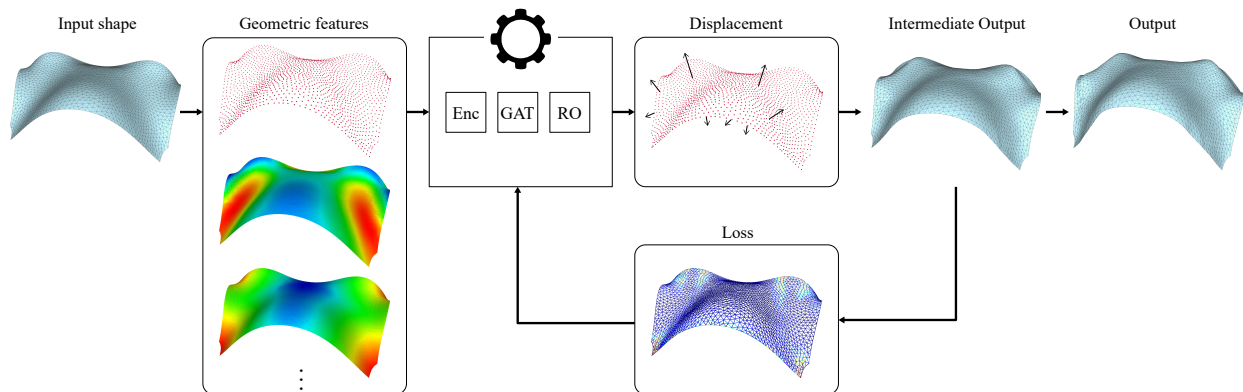 Input shape
Geometric features
Displacement
Intermediate Output
Output
Enc
GAT
RO
Loss